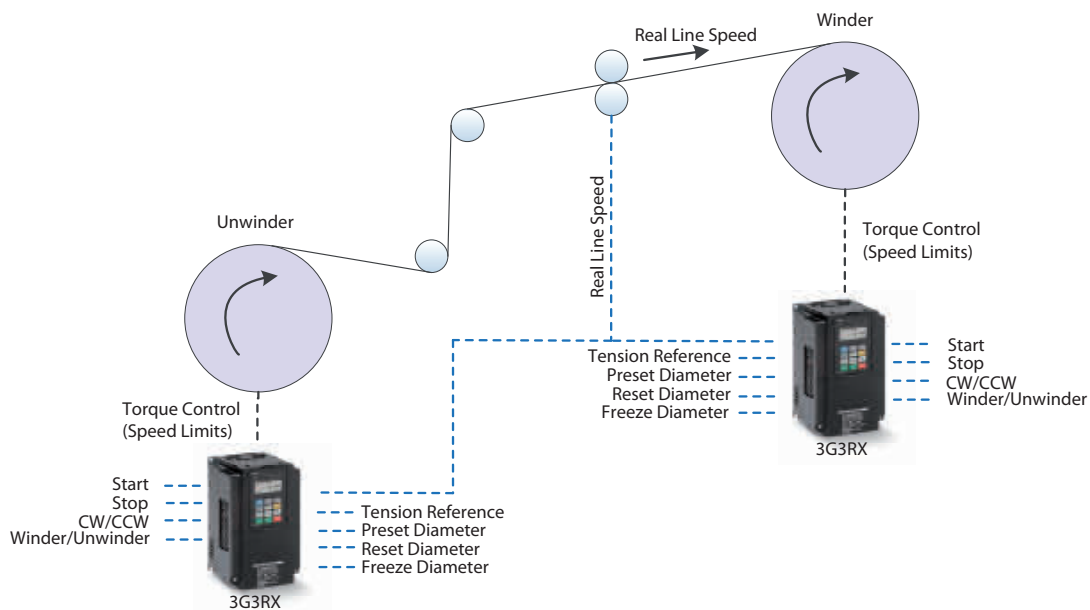 Winder
Real Line Speed
Real Line Speed
Unwinder
Torque Control
(Speed Limits)
Tension Reference
Preset Diameter
Reset Diameter
Freeze Diameter
Start
Stop
CW/CCW
Winder/Unwinder
3G3RX
Torque Control
(Speed Limits)
Start
Stop
CW/CCW
Winder/Unwinder
Tension Reference
Preset Diameter
Reset Diameter
Freeze Diameter
3G3RX